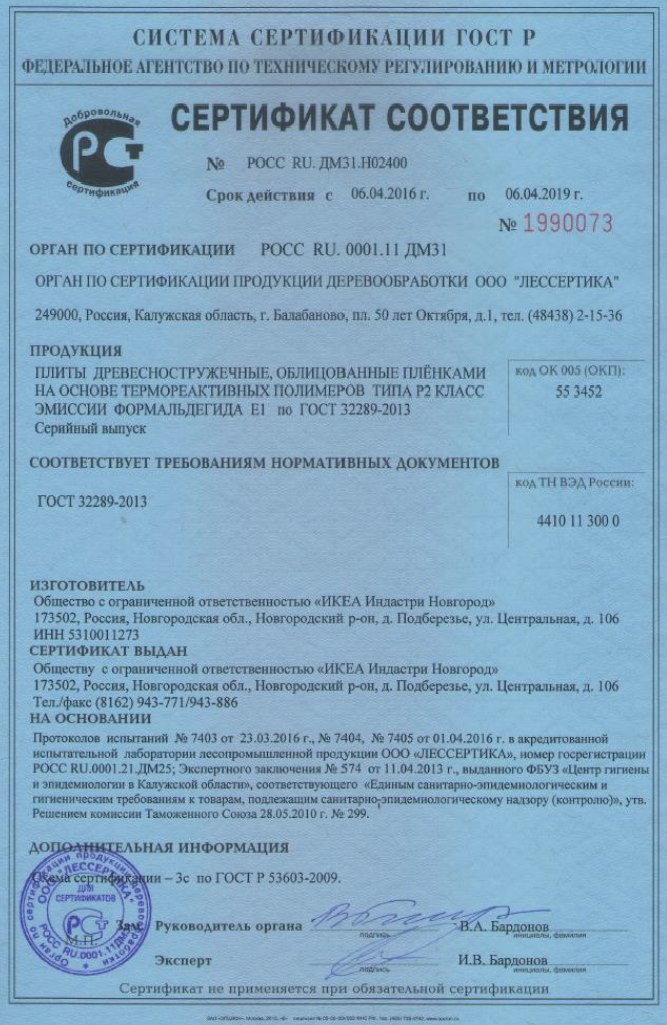 СИСТЕМА СЕРТИФИКАЦИИ ГОСТ Р
ФЕДЕРАЛЬНОЕ АГЕНТСТВО ПО ТЕХНИЧЕСКОМУ РЕГУЛИРОВАНИЮ И МЕТРОЛОГИИ
Добровольная
РСТ
сертификация
СЕРТИФИКАТ СООТВЕТСТВИЯ
№ РОСС RU. ДМ31.Н02400
Срок действия с 06.04.2016 г. по 06.04.2019 г.
№ 1990073
ОРГАН ПО СЕРТИФИКАЦИИ РОСС RU. 0001.11 ДМ31
ОРГАН ПО СЕРТИФИКАЦИИ ПРОДУКЦИИ ДЕРЕВООБРАБОТКИ ООО "ЛЕССЕРТИКА"
249000, Россия, Калужская область, г. Балабаново, пл. 50 лет Октября, д.1, тел. (48438) 2-15-36
ПРОДУКЦИЯ
ПЛИТЫ ДРЕВЕСНОСТРУЖЕЧНЫЕ, ОБЛИЦОВАННЫЕ ПЛЁНКАМИ
НА ОСНОВЕ ТЕРМОРЕАКТИВНЫХ ПОЛИМЕРОВ ТИПА Р2 КЛАСС
ЭМИССИИ ФОРМАЛЬДЕГИДА Е1 по ГОСТ 32289-2013
Серийный выпуск
код ОК 005 (ОКП):
55 3452
СООТВЕТСТВУЕТ ТРЕБОВАНИЯМ НОРМАТИВНЫХ ДОКУМЕНТОВ
ГОСТ 32289-2013
код ТН ВЭД России:
4410 11 300 0
ИЗГОТОВИТЕЛЬ
Общество с ограниченной ответственностью «ИКЕА Индастри Новгород»
173502, Россия, Новгородская обл., Новгородский р-он, д. Подберезье, ул. Центральная, д. 106
ИНН 5310011273
СЕРТИФИКАТ ВЫДАН
Обществу с ограниченной ответственностью «ИКЕА Индастри Новгород»
173502, Россия, Новгородская обл., Новгородский р-он, д. Подберезье, ул. Центральная, д. 106
Тел./факс (8162) 943-771/943-886
НА ОСНОВАНИИ
Протоколов испытаний № 7403 от 23.03.2016 г., № 7404, № 7405 от 01.04.2016 г. в акредитованной
испытательной лаборатории лесопромышленной продукции ООО «ЛЕССЕРТИКА», номер госрегистрации
РОСС RU.0001.21.ДМ25; Экспертного заключения № 574 от 11.04.2013 г., выданного ФБУЗ «Центр гигиены
и эпидемиологии в Калужской области», соответствующего «Единым санитарно-эпидемиологическим и
гигиеническим требованиям к товарам, подлежащим санитарно-эпидемиологическому надзору (контролю)», утв.
Решением комиссии Таможенного Союза 28.05.2010 г. № 299.
ДОПОЛНИТЕЛЬНАЯ ИНФОРМАЦИЯ
Схема сертификации – 3с по ГОСТ Р 53603-2009.
Орган по сертификации продукции деревообработки
ООО "ЛЕССЕРТИКА"
ДЛЯ
СЕРТИФИКАТОВ
РСТ
РОСС RU.0001.11ДМ31
М.П.
Зам. Руководитель органа
подпись
В.А. Бардонов
инициалы, фамилия
Эксперт
подпись
И.В. Бардонов
инициалы, фамилия
Сертификат не применяется при обязательной сертификации